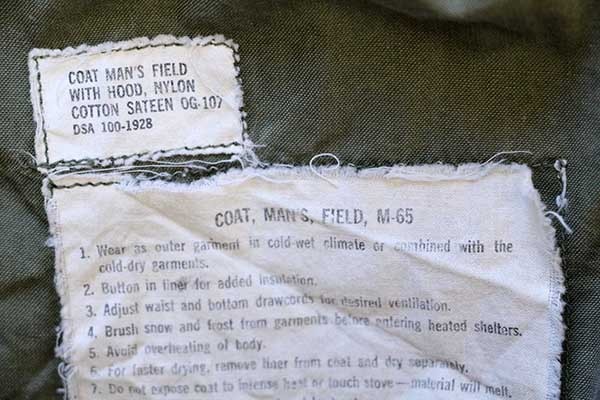 COAT MAN'S FIELD
WITH HOOD, NYLON
COTTON SATEEN OG-107
DSA 100-1928
COAT, MAN'S, FIELD, M-65
1. Wear as outer garment in cold-wet climate or combined with the
cold-dry garments.
2. Button in liner for added insulation.
3. Adjust waist and bottom drawcords for desired ventilation.
4. Brush snow and frost from garments before entering heated shelters.
5. Avoid overheating of body.
6. For faster drying, remove liner from coat and dry separately.
7. Do not expose coat to intense heat or touch stove — material will melt.